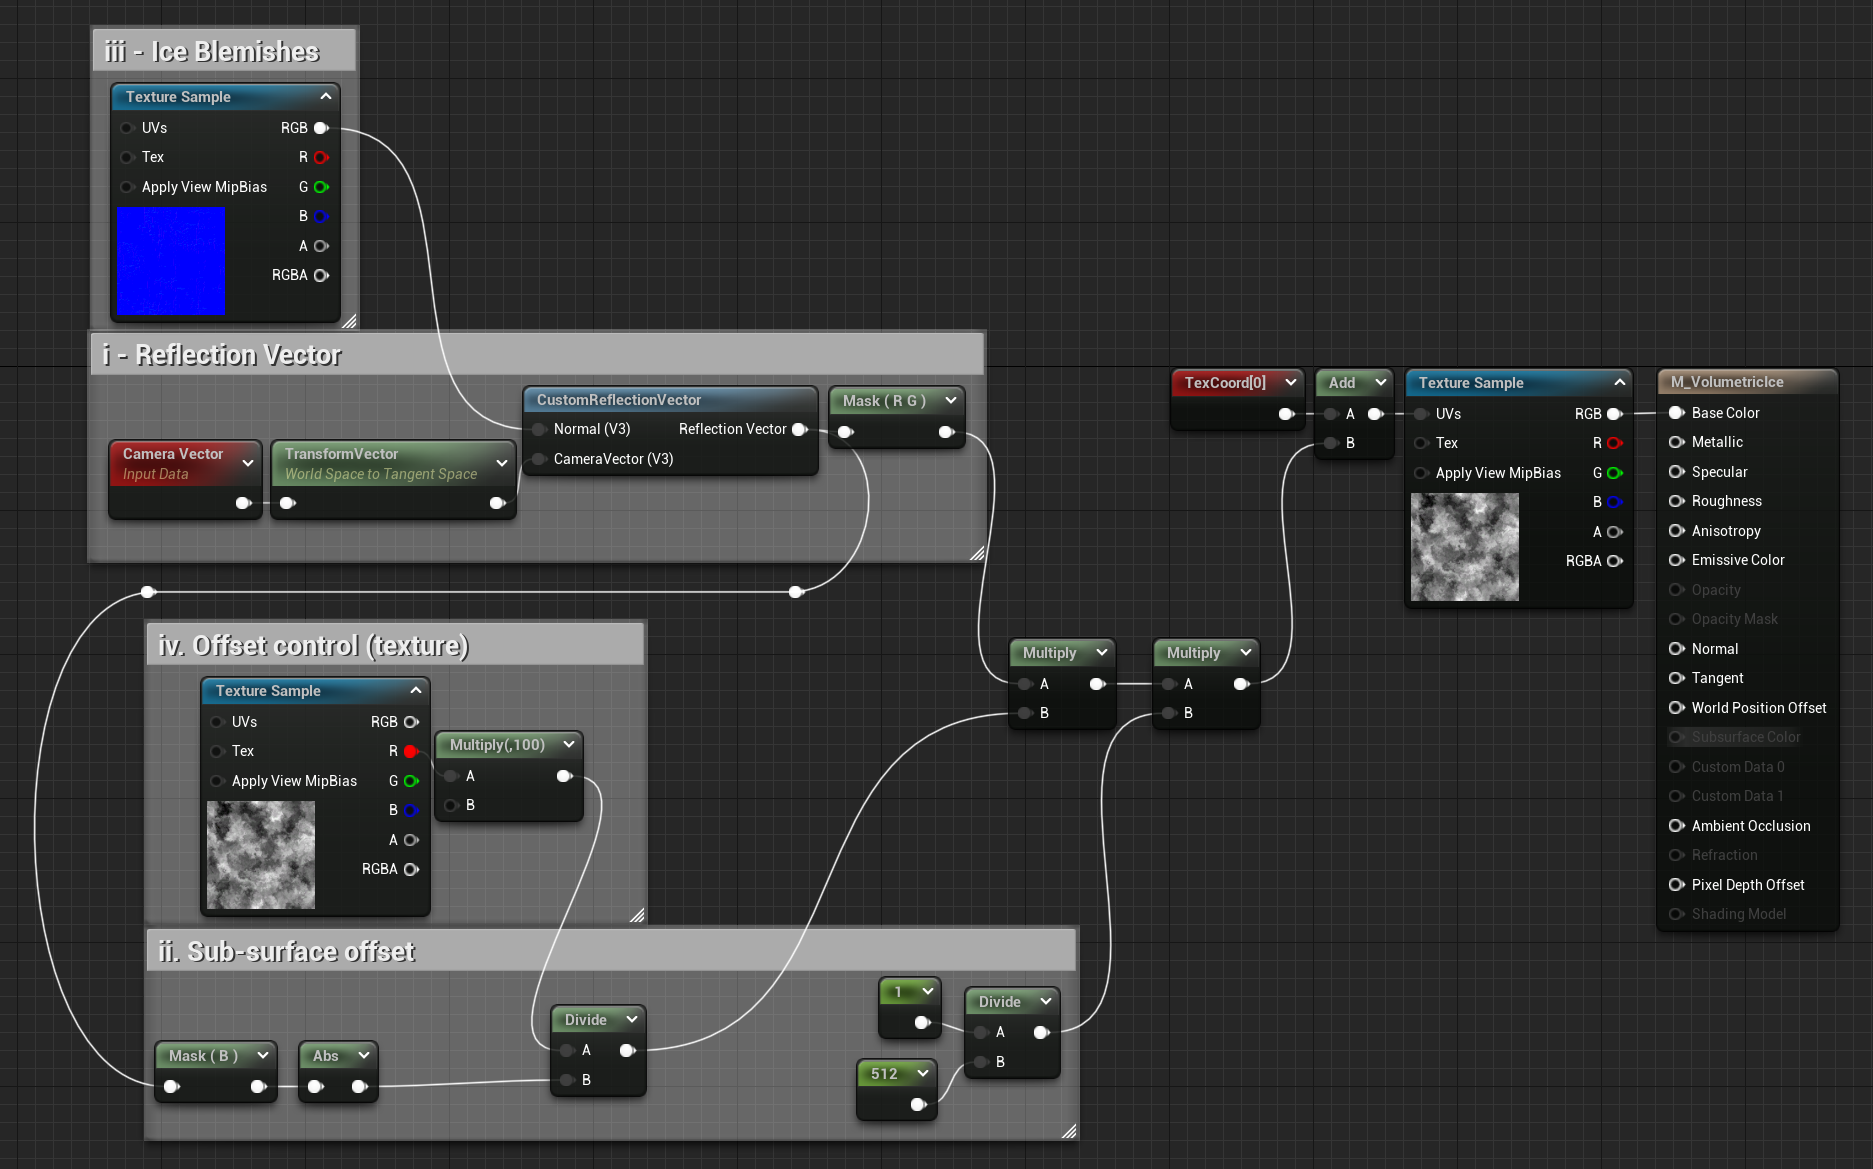 iii - Ice Blemishes
Texture Sample
UVs RGB
Tex R
Apply View MipBias G
B
A
RGBA
i - Reflection Vector
CustomReflectionVector
Normal (V3) Reflection Vector
CameraVector (V3)
Mask ( R G )
Camera Vector
Input Data
TransformVector
World Space to Tangent Space
TexCoord[0]
Add
A
B
Texture Sample
UVs RGB
Tex R
Apply View MipBias G
B
A
RGBA
M_VolumetricIce
Base Color
Metallic
Specular
Roughness
Anisotropy
Emissive Color
Opacity
Opacity Mask
Normal
Tangent
World Position Offset
Subsurface Color
Custom Data 0
Custom Data 1
Ambient Occlusion
Refraction
Pixel Depth Offset
Shading Model
iv. Offset control (texture)
Texture Sample
UVs RGB
Tex R
Apply View MipBias G
B
A
RGBA
Multiply(,100)
A
B
Multiply
A
B
Multiply
A
B
ii. Sub-surface offset
Mask ( B )
Abs
Divide
A
B
1
512
Divide
A
B